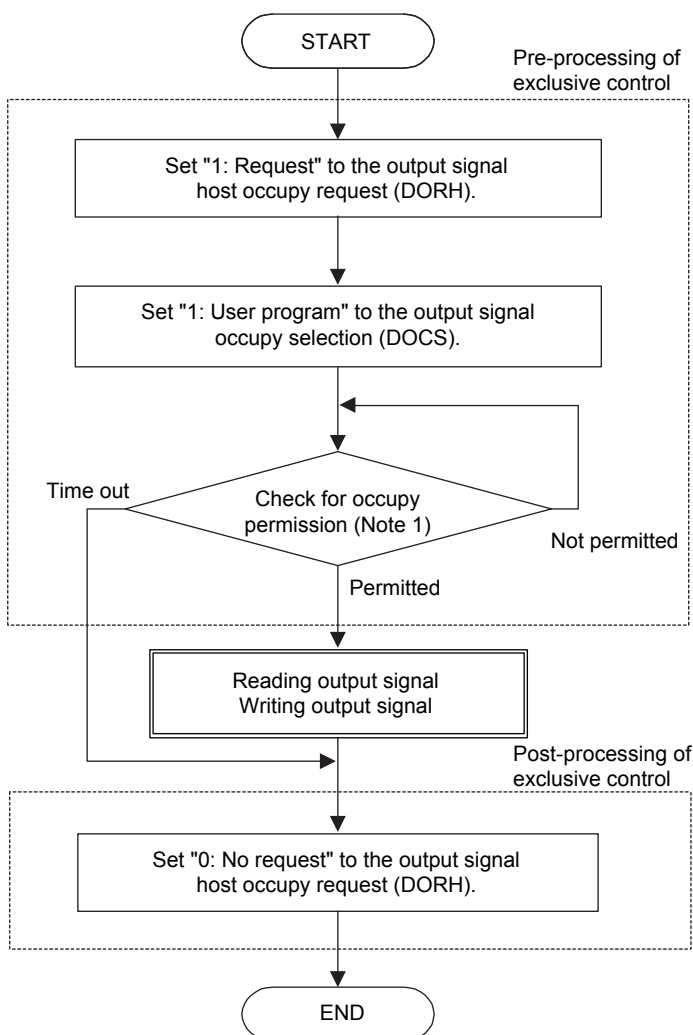 START
Pre-processing of
exclusive control
Set "1: Request" to the output signal
host occupy request (DORH).
Set "1: User program" to the output signal
occupy selection (DOCS).
Time out
Check for occupy
permission (Note 1)
Not permitted
Permitted
Reading output signal
Writing output signal
Post-processing of
exclusive control
Set "0: No request" to the output signal
host occupy request (DORH).
END